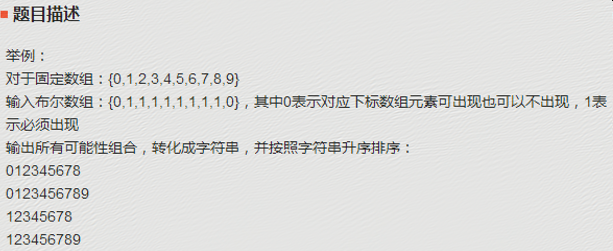 题目描述
举例：
对于固定数组：{0,1,2,3,4,5,6,7,8,9}
输入布尔数组：{0,1,1,1,1,1,1,1,1,0}，其中0表示对应下标数组元素可出现也可以不出现，1表
示必须出现
输出所有可能性组合，转化成字符串，并按照字符串升序排序：
012345678
0123456789
12345678
123456789